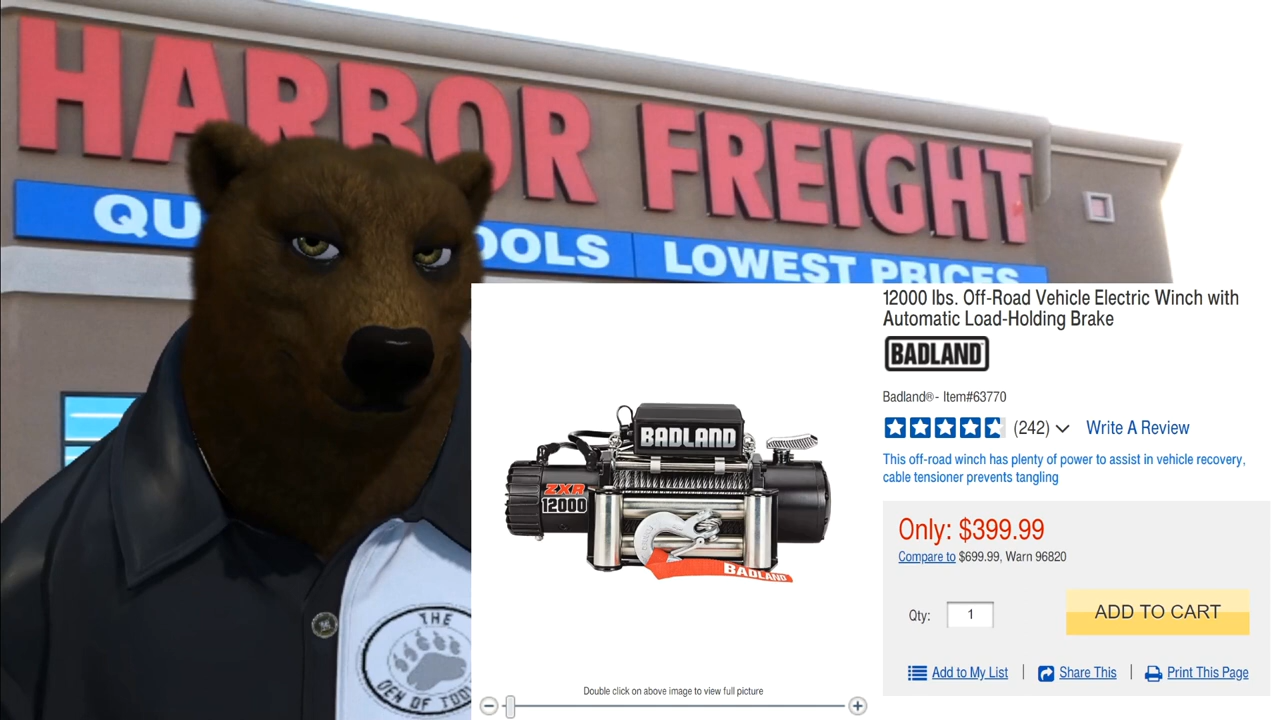 HARBOR FREIGHT
QU OOLS LOWEST PRICES
12000 lbs. Off-Road Vehicle Electric Winch with
Automatic Load-Holding Brake
BADLAND
Badland®- Item#63770
(242) Write A Review
This off-road winch has plenty of power to assist in vehicle recovery,
cable tensioner prevents tangling
BADLAND
ZXR
12000
BADLAND
Only: $399.99
Compare to $699.99, Warn 96820
Qty: 1 ADD TO CART
Add to My List | Share This | Print This Page
Double click on above image to view full picture
THE
DEN OF TOO